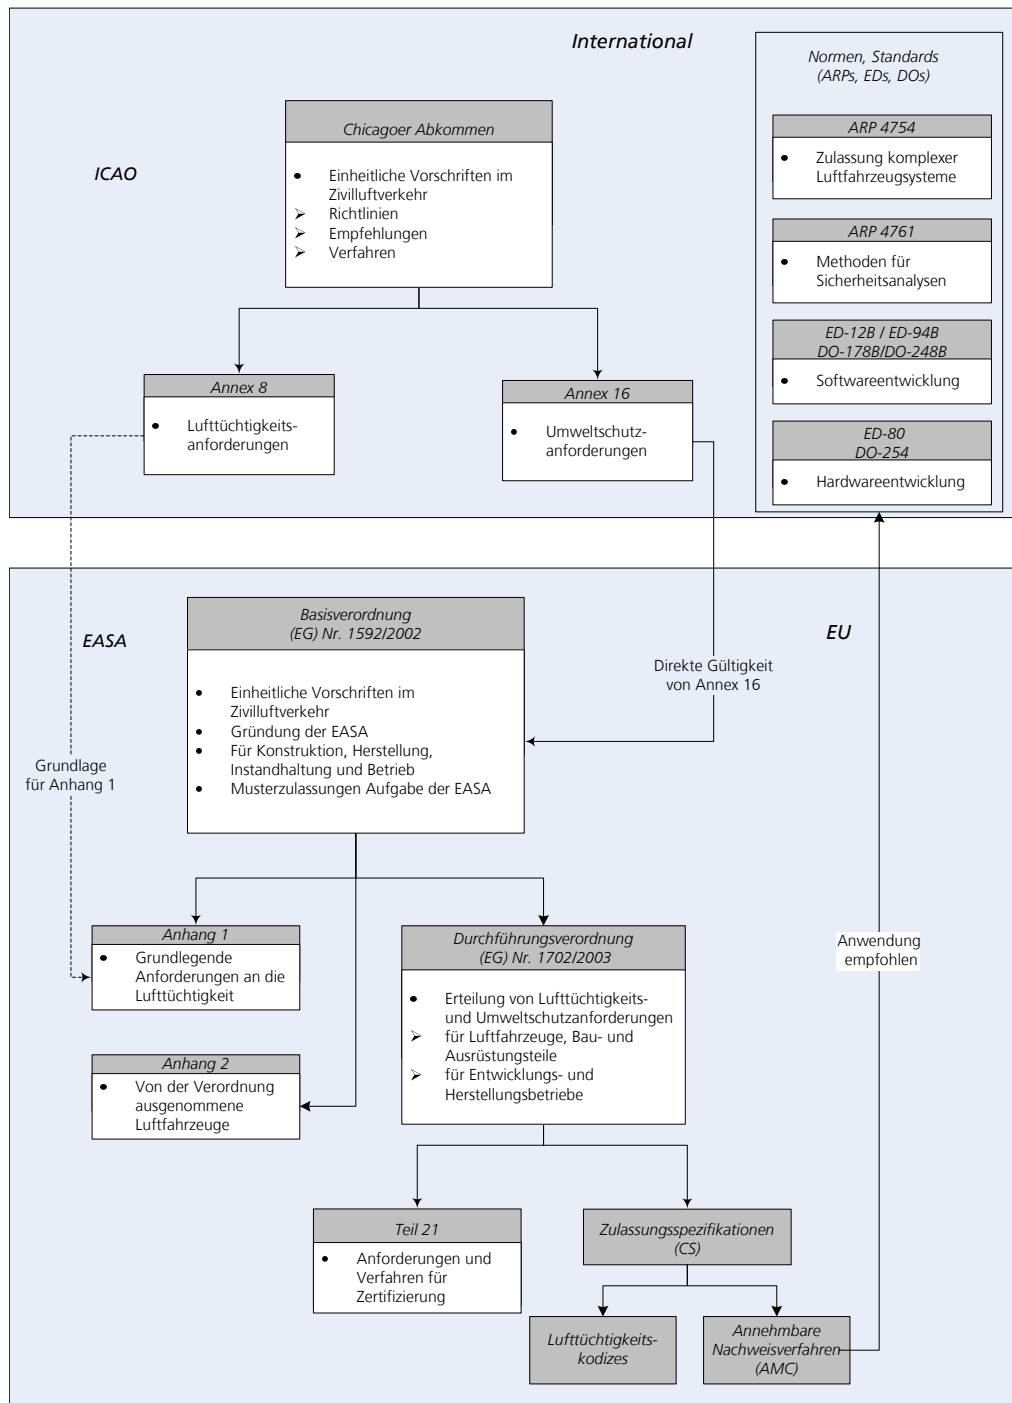 International
ICAO
Chicagoer Abkommen
• Einheitliche Vorschriften im
Zivilluftverkehr
➢ Richtlinien
➢ Empfehlungen
➢ Verfahren
Annex 8
• Lufttüchtigkeits-
anforderungen
Annex 16
• Umweltschutz-
anforderungen
Normen, Standards
(ARPs, EDs, DOs)
ARP 4754
• Zulassung komplexer
Luftfahrzeugsysteme
ARP 4761
• Methoden für
Sicherheitsanalysen
ED-12B / ED-94B
DO-178B/DO-248B
• Softwareentwicklung
ED-80
DO-254
• Hardwareentwicklung
EASA
EU
Basisverordnung
(EG) Nr. 1592/2002
• Einheitliche Vorschriften im
Zivilluftverkehr
• Gründung der EASA
• Für Konstruktion, Herstellung,
Instandhaltung und Betrieb
• Musterzulassungen Aufgabe der EASA
Direkte Gültigkeit
von Annex 16
Grundlage
für Anhang 1
Anhang 1
• Grundlegende
Anforderungen an die
Lufttüchtigkeit
Anhang 2
• Von der Verordnung
ausgenommene
Luftfahrzeuge
Durchführungsverordnung
(EG) Nr. 1702/2003
• Erteilung von Lufttüchtigkeits-
und Umweltschutzanforderungen
➢ für Luftfahrzeuge, Bau- und
Ausrüstungsteile
➢ für Entwicklungs- und
Herstellungsbetriebe
Anwendung
empfohlen
Teil 21
• Anforderungen und
Verfahren für
Zertifizierung
Zulassungsspezifikationen
(CS)
Lufttüchtigkeits-
kodizes
Annehmbare
Nachweisverfahren
(AMC)